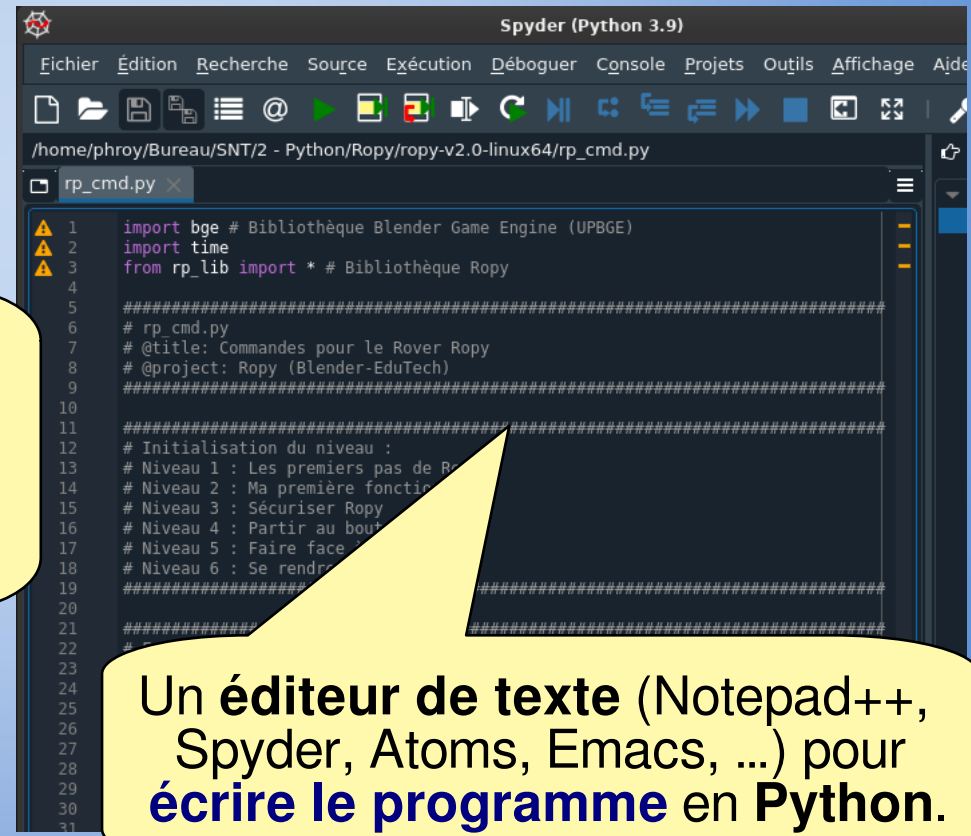 Spyder (Python 3.9)
Fichier Édition Recherche Source Exécution Déboguer Console Projets Outils Affichage Aide
/home/phroy/Bureau/SNT/2 - Python/Ropy/ropy-v2.0-linux64/rp_cmd.py
rp_cmd.py
1 import bge # Bibliothèque Blender Game Engine (UPBGE)
2 import time
3 from rp_lib import * # Bibliothèque Ropy
4
5 ###############################################################################
6 # rp_cmd.py
7 # @title: Commandes pour le Rover Ropy
8 # @project: Ropy (Blender-EduTech)
9 ###############################################################################
10
11 ###############################################################################
12 # Initialisation du niveau :
13 # Niveau 1 : Les premiers pas de
14 # Niveau 2 : Ma première
15 # Niveau 3 : Sécuriser Ropy
16 # Niveau 4 : Partir au bout
17 # Niveau 5 : Faire face
18 # Niveau 6 : Se
19 ###############################################################################
20
21 ###############################################################################
22 #
23
24
25
26
27
28
29
30
31
Un éditeur de texte (Notepad++,
Spyder, Atoms, Emacs, ...) pour
écrire le programme en Python.